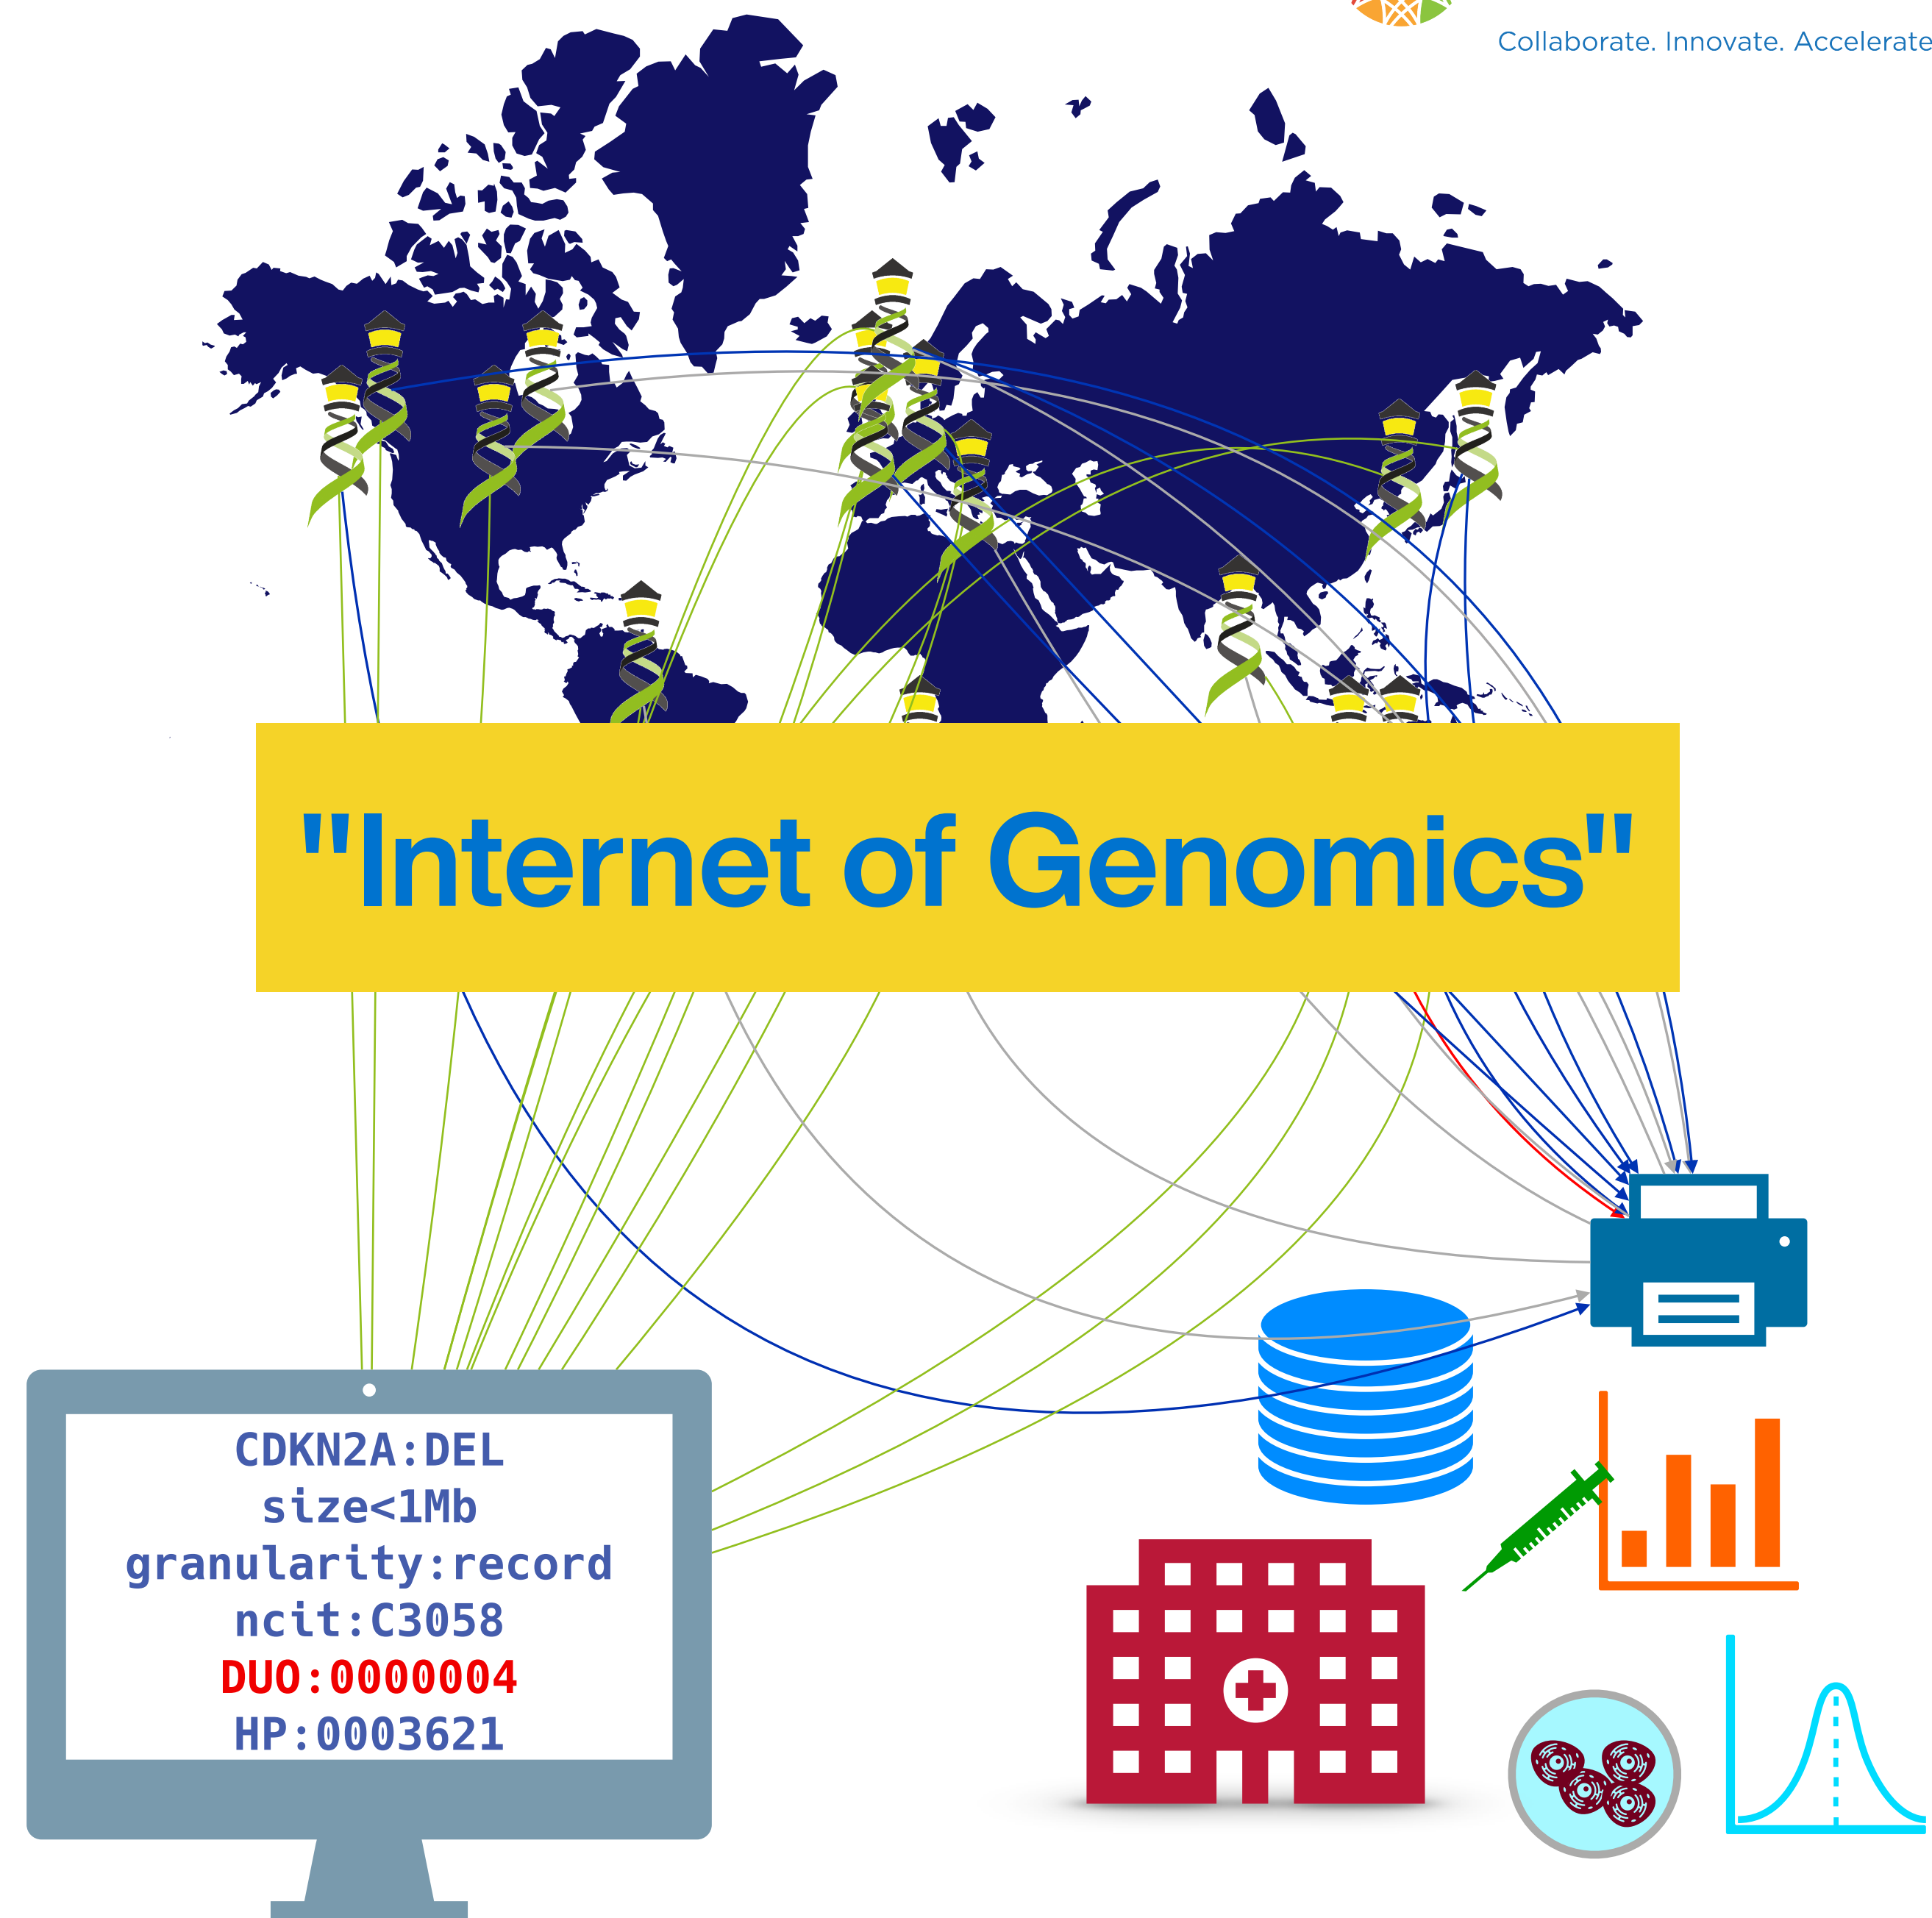 Collaborate. Innovate. Accelerate
"Internet of Genomics"
CDKN2A:DEL
size<1Mb
granularity:record
ncit:C3058
DUO:0000004
HP:0003621